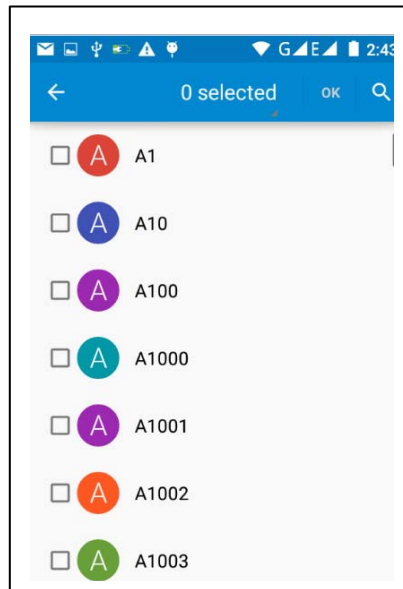 G E 2:43
0 selected OK
A A1
A A10
A A100
A A1000
A A1001
A A1002
A A1003